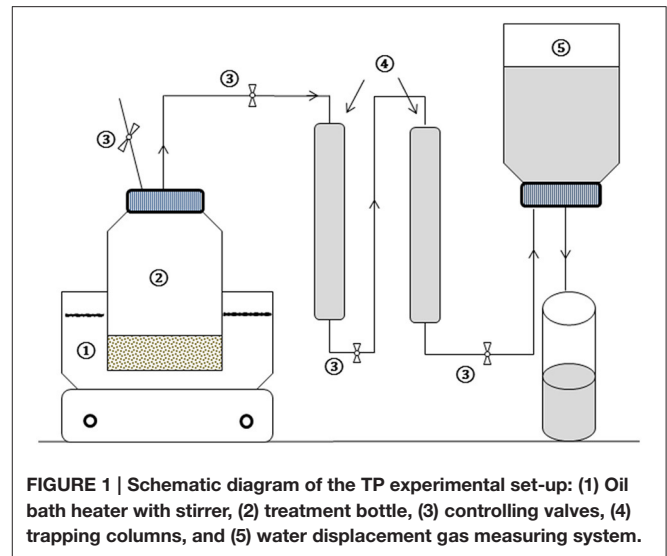 ⑤
④
③
③
②
①
③
③
FIGURE 1 | Schematic diagram of the TP experimental set-up: (1) Oil
bath heater with stirrer, (2) treatment bottle, (3) controlling valves, (4)
trapping columns, and (5) water displacement gas measuring system.